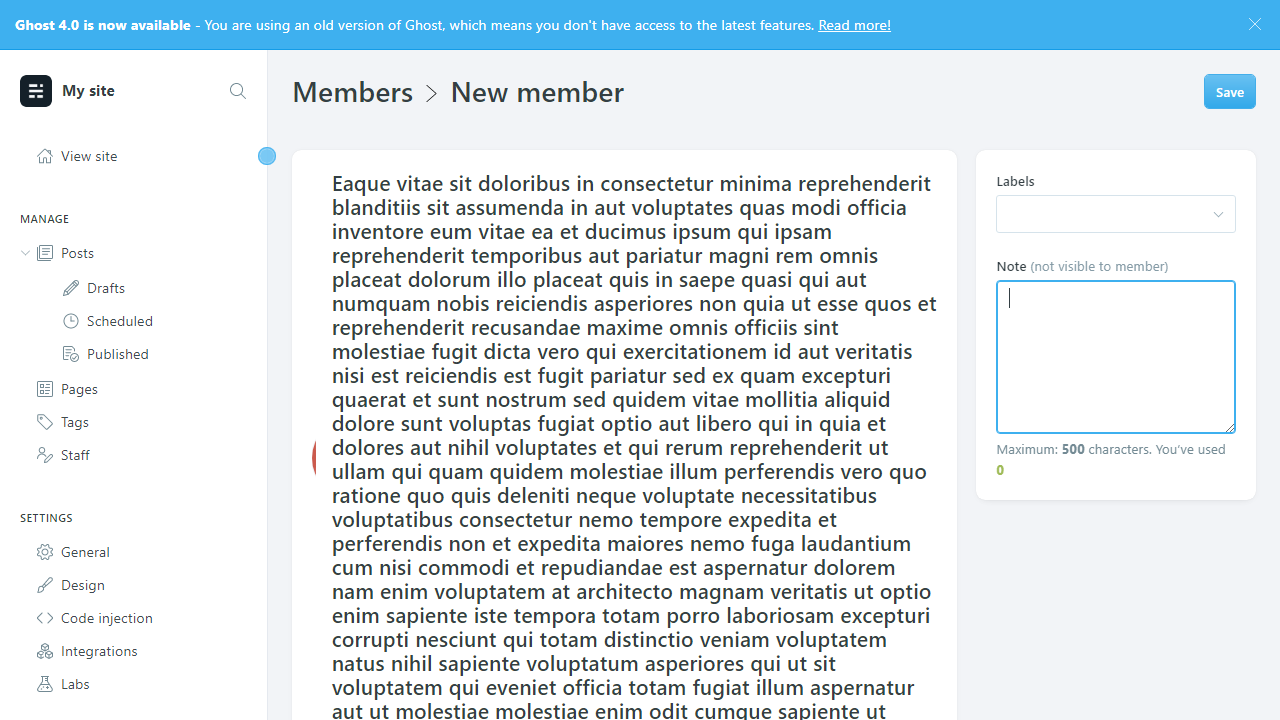 Ghost 4.0 is now available - You are using an old version of Ghost, which means you don't have access to the latest features. Read more!
My site
View site
MANAGE
Posts
Drafts
Scheduled
Published
Pages
Tags
Staff
SETTINGS
General
Design
Code injection
Integrations
Labs
Members > New member
Save
Eaque vitae sit doloribus in consectetur minima reprehenderit
blanditiis sit assumenda in aut voluptates quas modi officia
inventore eum vitae ea et ducimus ipsum qui ipsam
reprehenderit temporibus aut pariatur magni rem omnis
placeat dolorum illo placeat quis in saepe quasi qui aut
numquam nobis reiciendis asperiores non quia ut esse quos et
reprehenderit recusandae maxime omnis officiis sint
molestiae fugit dicta vero qui exercitationem id aut veritatis
nisi est reiciendis est fugit pariatur sed ex quam excepturi
quaerat et sunt nostrum sed quidem vitae mollitia aliquid
dolore sunt voluptas fugiat optio aut libero qui in quia et
dolores aut nihil voluptates et qui rerum reprehenderit ut
ullam qui quam quidem molestiae illum perferendis vero quo
ratione quo quis deleniti neque voluptate necessitatibus
voluptatibus consectetur nemo tempore expedita et
perferendis non et expedita maiores nemo fuga laudantium
cum nisi commodi et repudiandae est aspernatur dolorem
nam enim voluptatem at architecto magnam veritatis ut optio
enim sapiente iste tempora totam porro laboriosam excepturi
corrupti nesciunt qui totam distinctio veniam voluptatem
natus nihil sapiente voluptatum asperiores qui ut sit
voluptatem qui eveniet officia totam fugiat illum aspernatur
aut ut molestiae molestiae enim odit cumque sapiente ut
Labels
Note (not visible to member)
Maximum: 500 characters. You've used
0